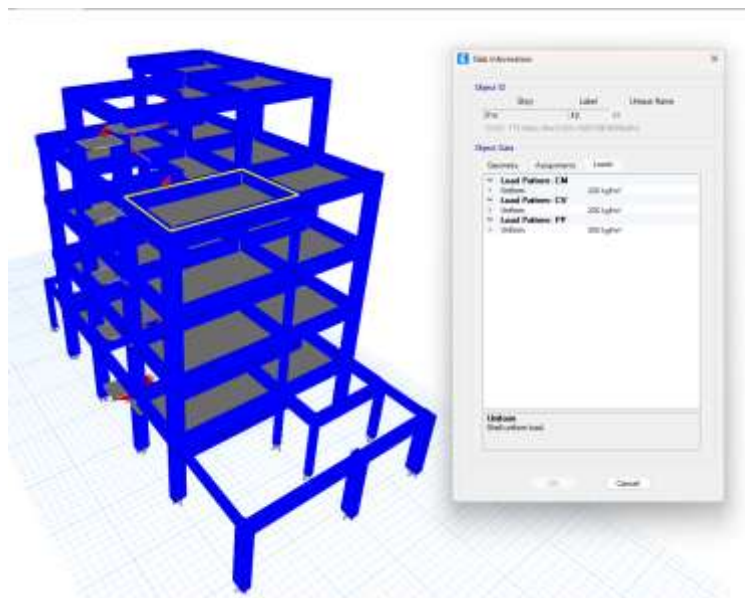 Slab Information
Object ID
Story Label Unique Name
Object Data
Geometry Assignments Loads
Load Pattern: CM
Uniform 200 kgf/m²
Load Pattern: CV
Uniform 200 kgf/m²
Load Pattern: PP
Uniform
Uniform
Shell uniform load
Cancel